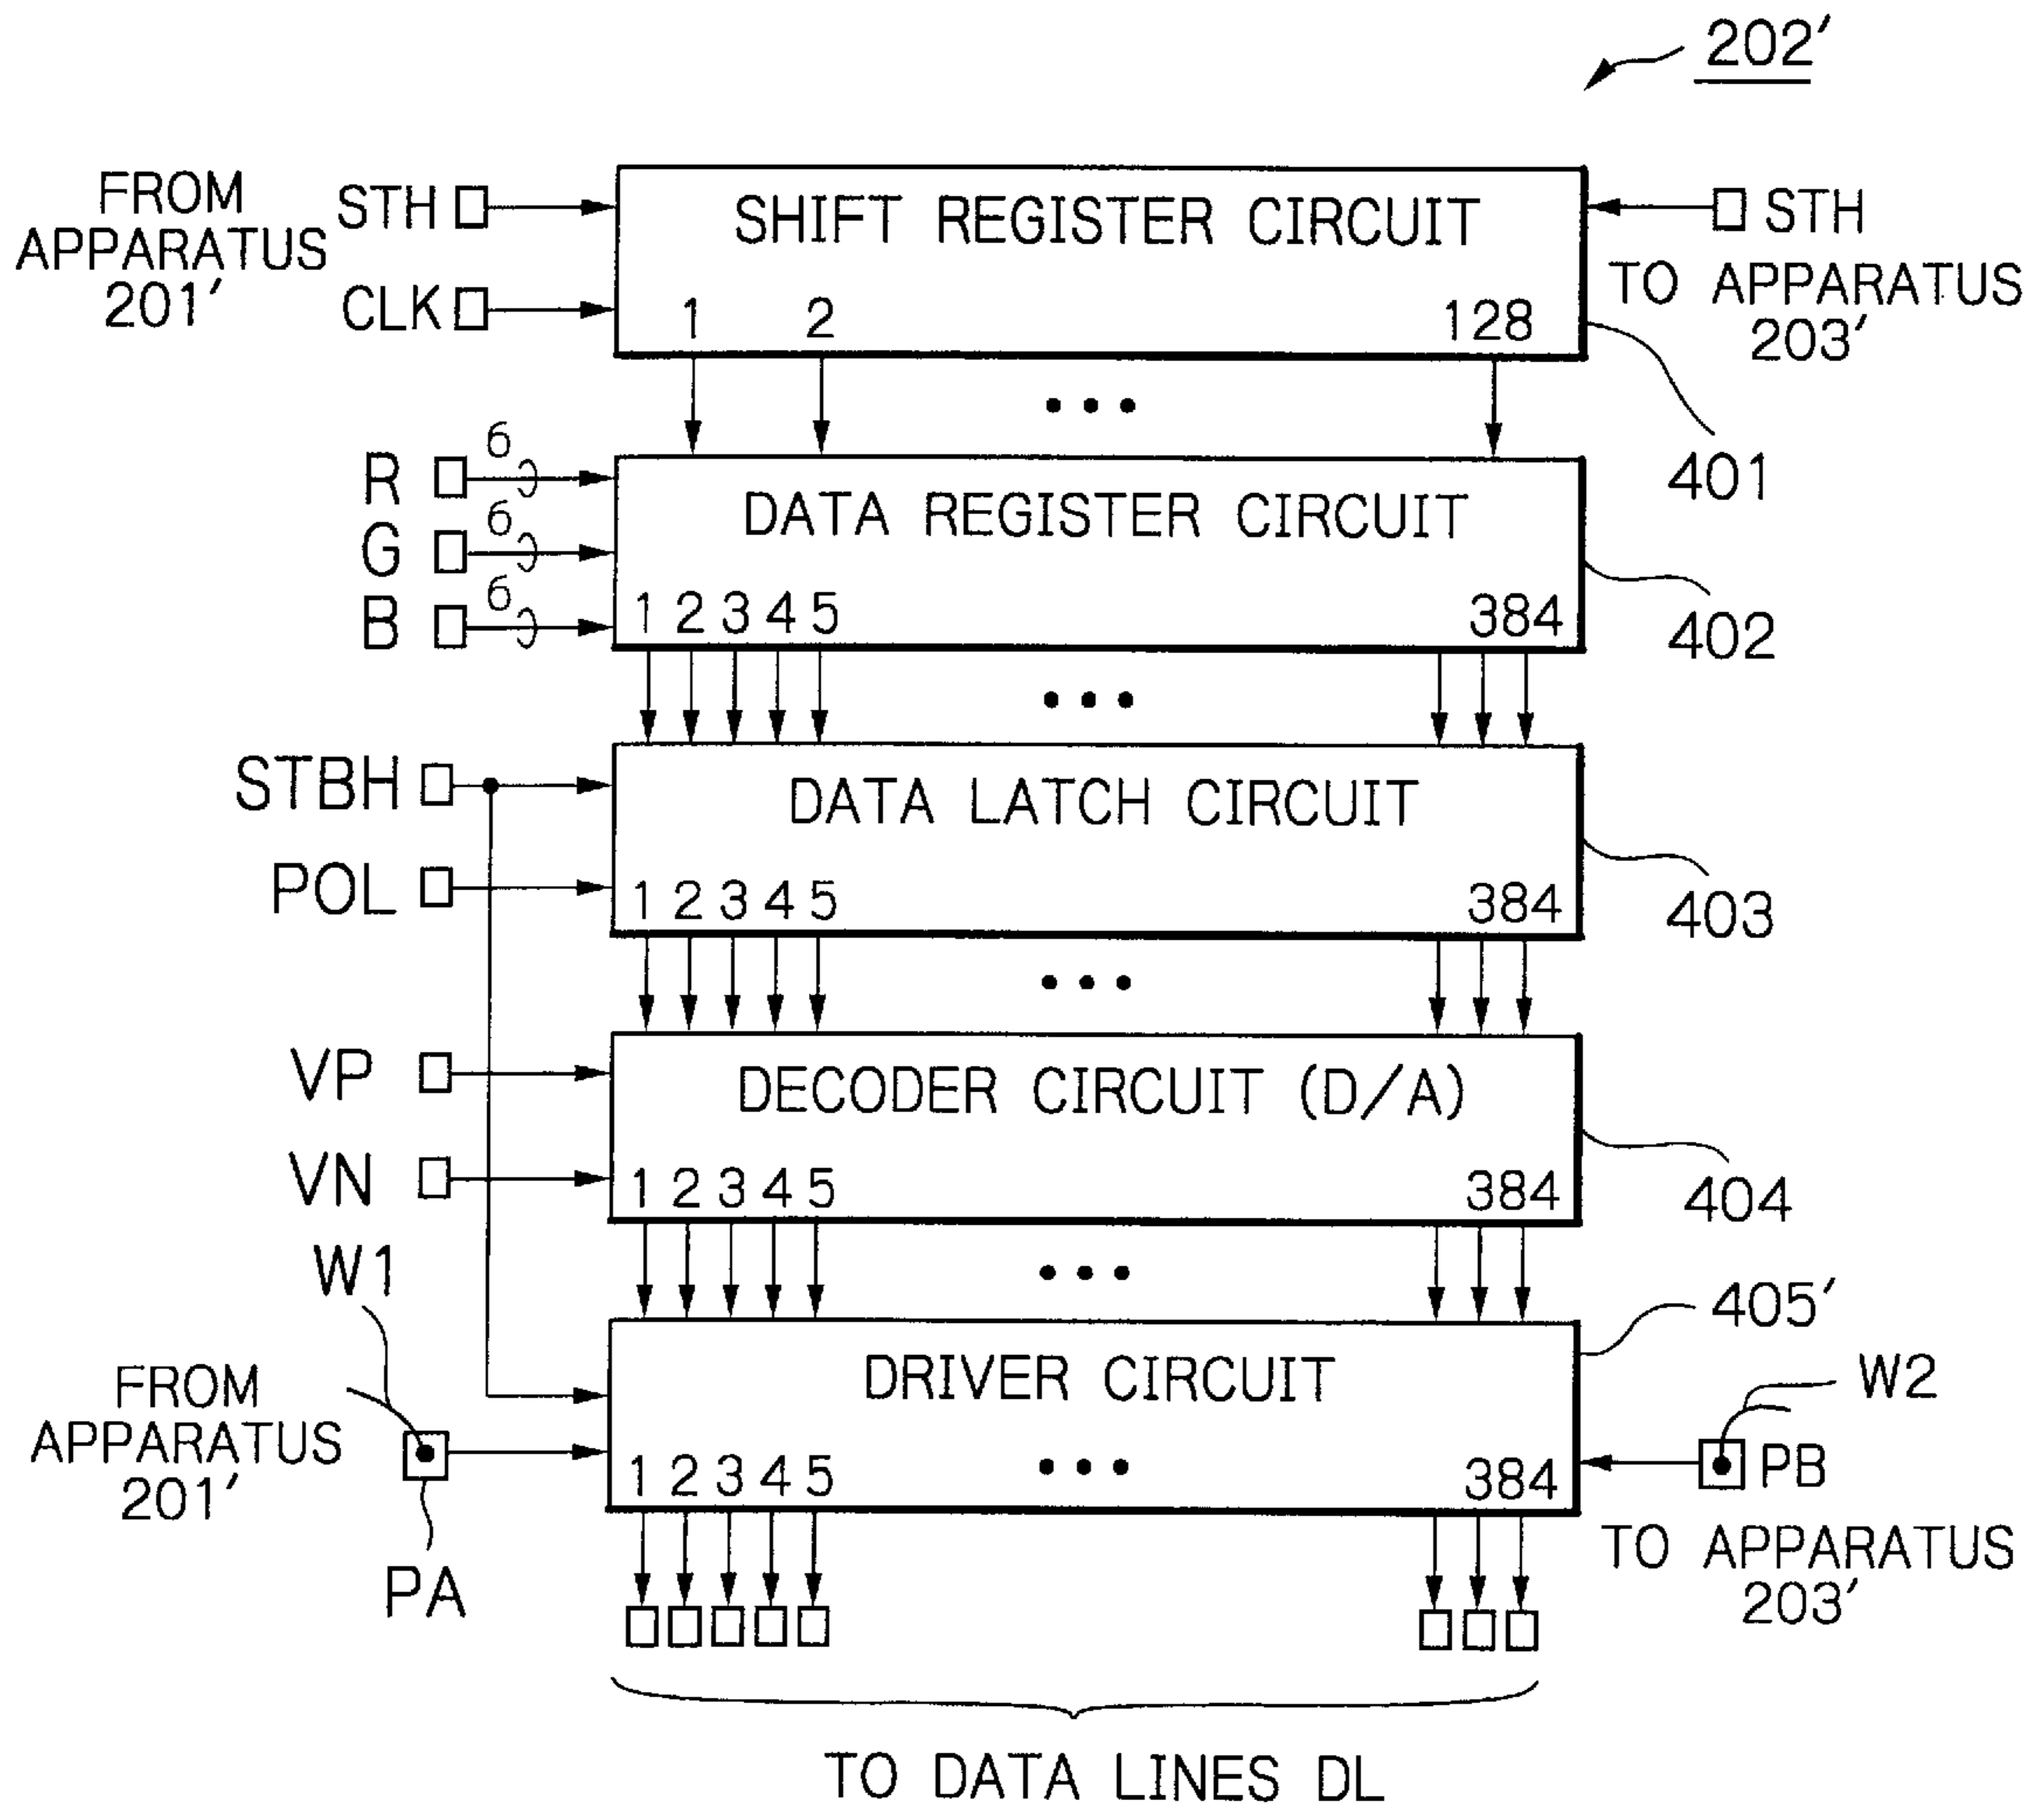 202'
FROM
APPARATUS
201'
STH
CLK
SHIFT REGISTER CIRCUIT
1 2 128
STH
TO APPARATUS
203'
401
R 6
G 6
B 6
DATA REGISTER CIRCUIT
1 2 3 4 5 384
402
STBH
POL
DATA LATCH CIRCUIT
1 2 3 4 5 384
403
VP
VN
DECODER CIRCUIT (D/A)
1 2 3 4 5 384
404
W1
FROM
APPARATUS
201'
PA
DRIVER CIRCUIT
1 2 3 4 5 384
405'
W2
PB
TO APPARATUS
203'
TO DATA LINES DL